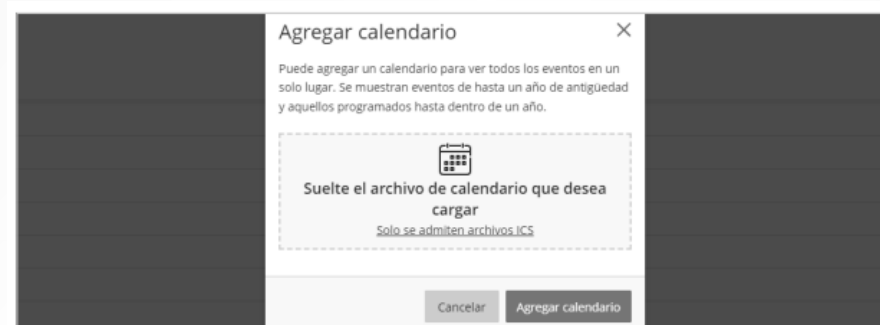 Agregar calendario
Puede agregar un calendario para ver todos los eventos en un
solo lugar. Se muestran eventos de hasta un año de antigüedad
y aquellos programados hasta dentro de un año.
Suelte el archivo de calendario que desea
cargar
Solo se admiten archivos ICS
Cancelar Agregar calendario